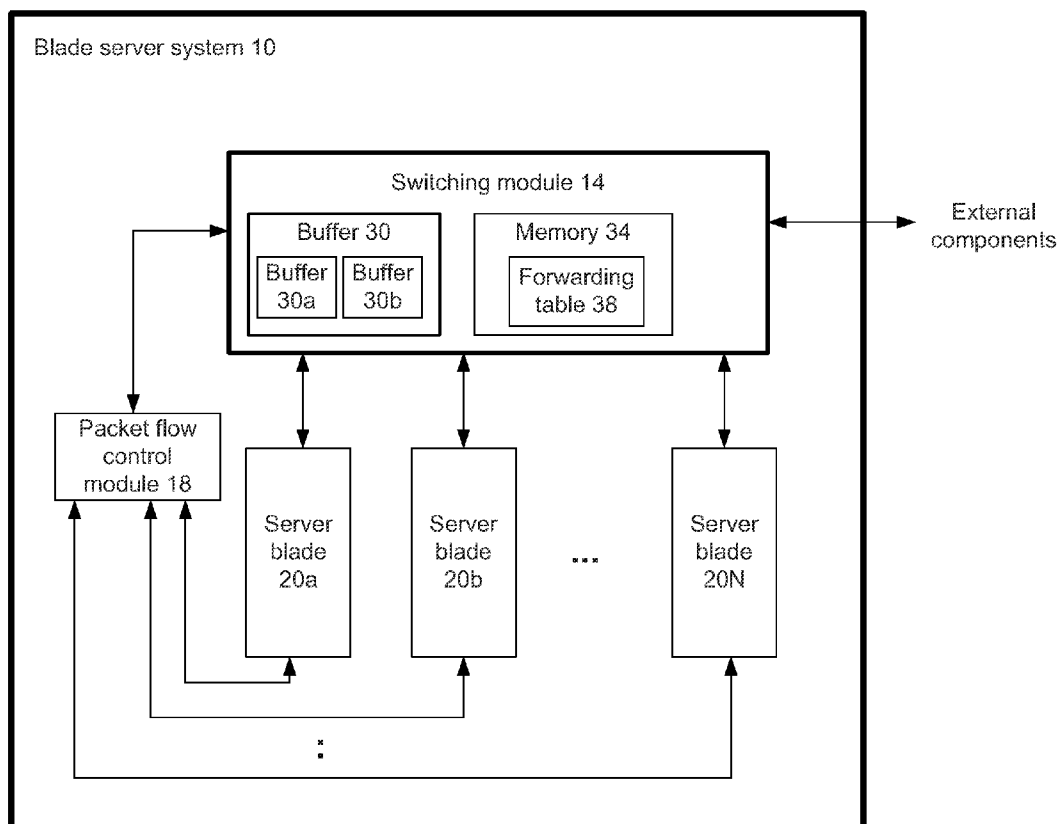 Blade server system 10
Switching module 14
Buffer 30
Memory 34
Buffer
30a
Buffer
30b
Forwarding
table 38
External
components
Packet flow
control
module 18
Server
blade
20a
Server
blade
20b
...
Server
blade
20N
: